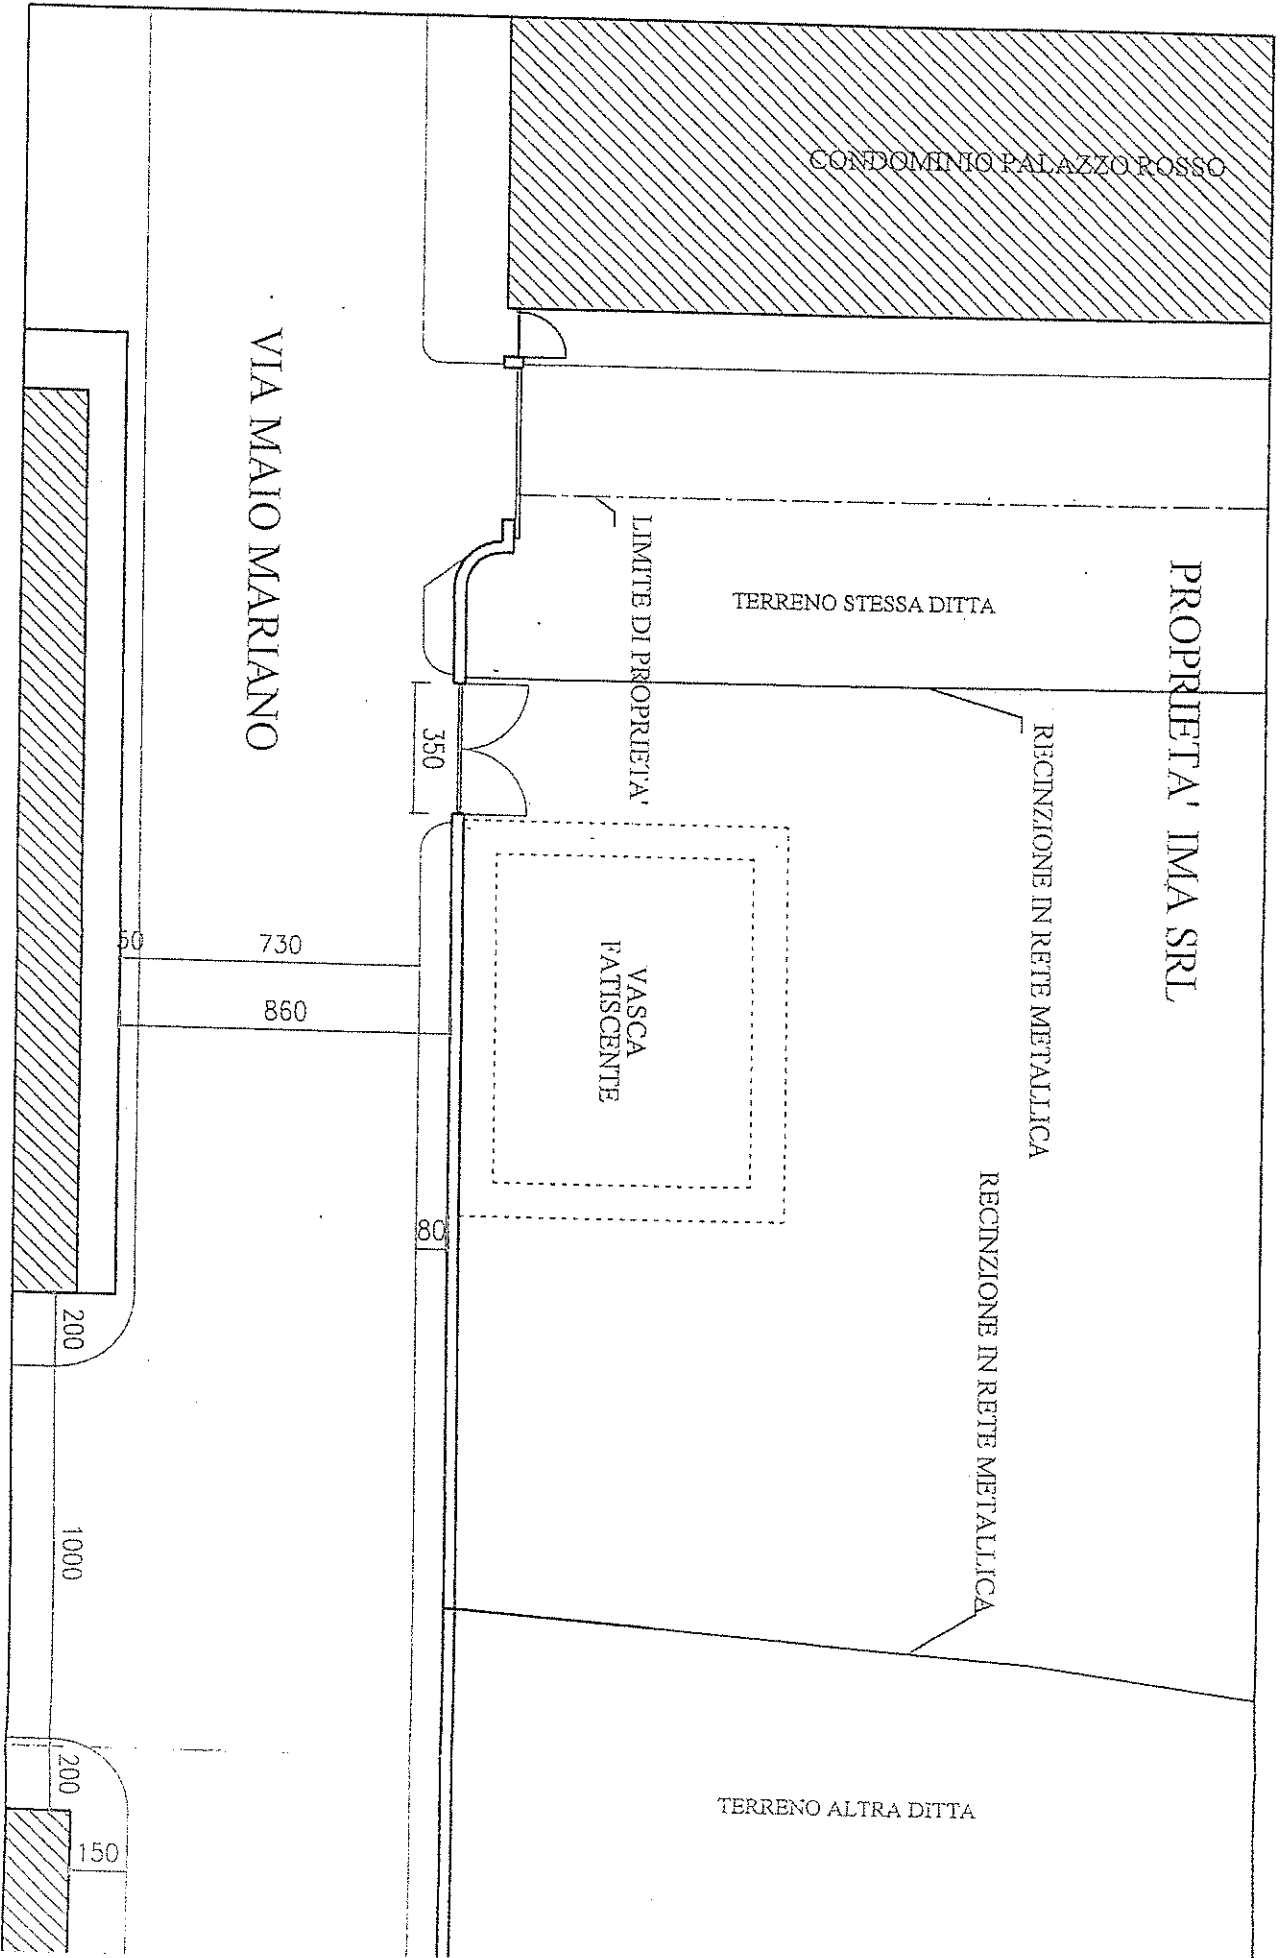 CONDOMINIO PALAZZO ROSSO
VIA MAIO MARIANO
LIMITE DI PROPRIETA'
TERRENO STESSA DITTA
PROPRIETA' IMA SRL
RECINZIONE IN RETE METALLICA
350
VASCA
FATISCENTE
50
730
860
80
RECINZIONE IN RETE METALLICA
200
1000
200
150
TERRENO ALTRA DITTA